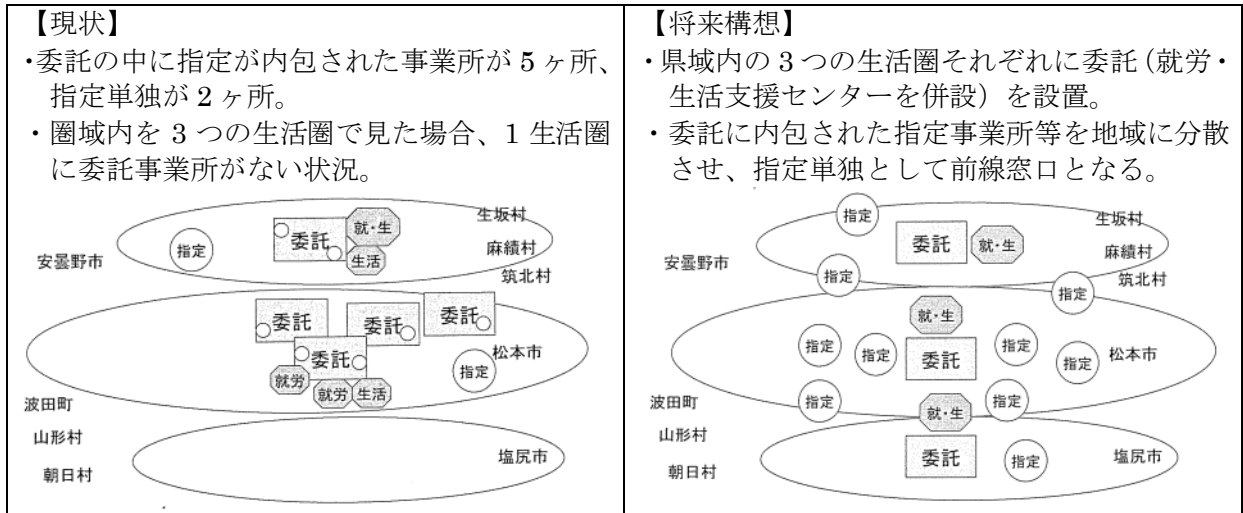 【現状】
・委託の中に指定が内包された事業所が 5 ヶ所、
指定単独が 2 ヶ所。
・圏域内を 3 つの生活圏で見た場合、1 生活圏
に委託事業所がない状況。
生坂村
就・生
委託
指定
麻績村
安曇野市
生活
筑北村
委託
委託
委託
委託
松本市
指定
就労
就労
生活
波田町
山形村
塩尻市
朝日村
【将来構想】
・県域内の 3 つの生活圏それぞれに委託（就労・
生活支援センターを併設）を設置。
・委託に内包された指定事業所等を地域に分散
させ、指定単独として前線窓口となる。
指定
生坂村
委託
就・生
麻績村
安曇野市
指定
筑北村
指定
就・生
指定
指定
委託
指定
指定
松本市
波田町
指定
就・生
指定
山形村
委託
指定
塩尻市
朝日村